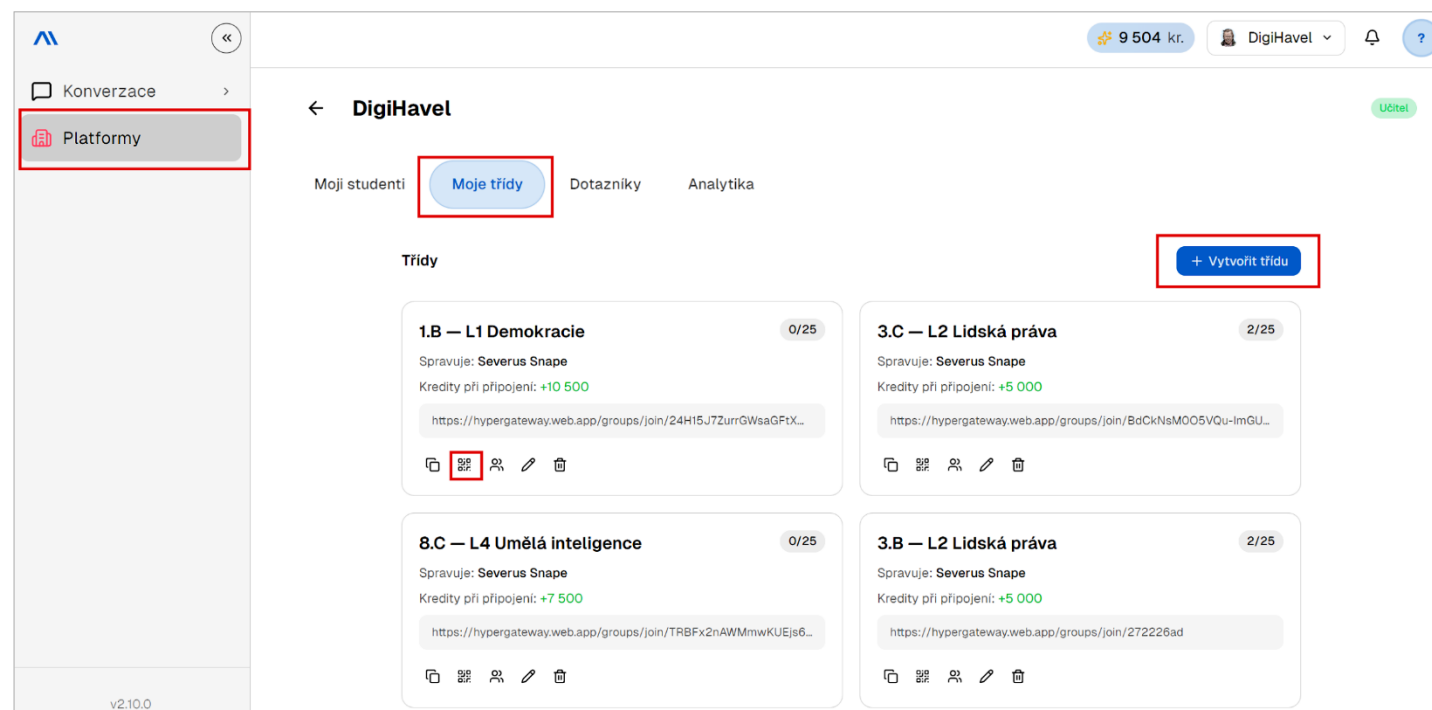 9 504 kr.
DigiHavel
?
Konverzace
Platformy
DigiHavel
Učitel
Moji studenti
Moje třídy
Dotazníky
Analytika
Třídy
+ Vytvořit třídu
1.B — L1 Demokracie
0/25
Spravuje: Severus Snape
Kredity při připojení: +10 500
https://hypergateway.web.app/groups/join/24H15J7ZurrGWsaGFtX...
3.C — L2 Lidská práva
2/25
Spravuje: Severus Snape
Kredity při připojení: +5 000
https://hypergateway.web.app/groups/join/BdCkNsM0O5VQu-ImGU...
8.C — L4 Umělá inteligence
0/25
Spravuje: Severus Snape
Kredity při připojení: +7 500
https://hypergateway.web.app/groups/join/TRBFx2nAWMmwKUEjs6...
3.B — L2 Lidská práva
2/25
Spravuje: Severus Snape
Kredity při připojení: +5 000
https://hypergateway.web.app/groups/join/272226ad
v2.10.0